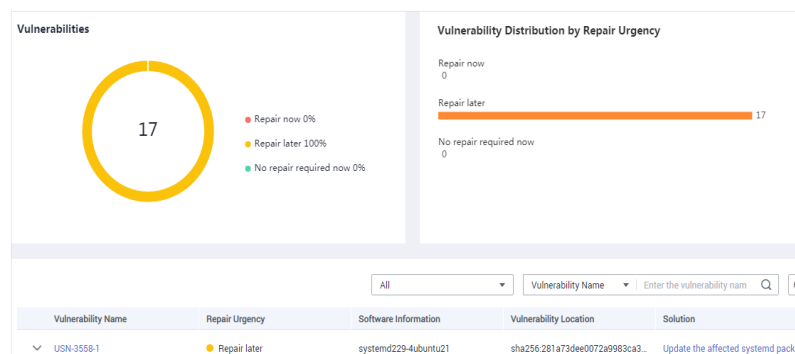 Vulnerabilities
17
Repair now 0%
Repair later 100%
No repair required now 0%
Vulnerability Distribution by Repair Urgency
Repair now
0
Repair later
17
No repair required now
0
All
Vulnerability Name
Enter the vulnerability nam
Vulnerability Name Repair Urgency Software Information Vulnerability Location Solution
USN-3558-1 Repair later systemd229-4ubuntu21 sha256:281a73dee0072a9983ca3... Update the affected systemd pack